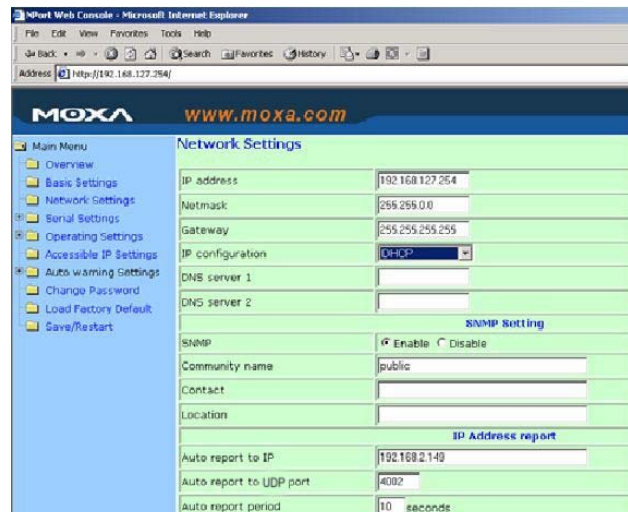 NPort Web Console - Microsoft Internet Explorer
File Edit View Favorites Tools Help
Back Search Favorites History
Address http://192.168.127.254/
MOXA www.moxa.com
Main Menu
Overview
Basic Settings
Network Settings
Serial Settings
Operating Settings
Accessible IP Settings
Auto warning Settings
Change Password
Load Factory Default
Save/Restart
Network Settings
IP address 192.168.127.254
Netmask 255.255.0.0
Gateway 255.255.255.255
IP configuration DHCP
DNS server 1
DNS server 2
SNMP Setting
SNMP Enable Disable
Community name public
Contact
Location
IP Address report
Auto report to IP 192.168.2.149
Auto report to UDP port 4002
Auto report period 10 seconds